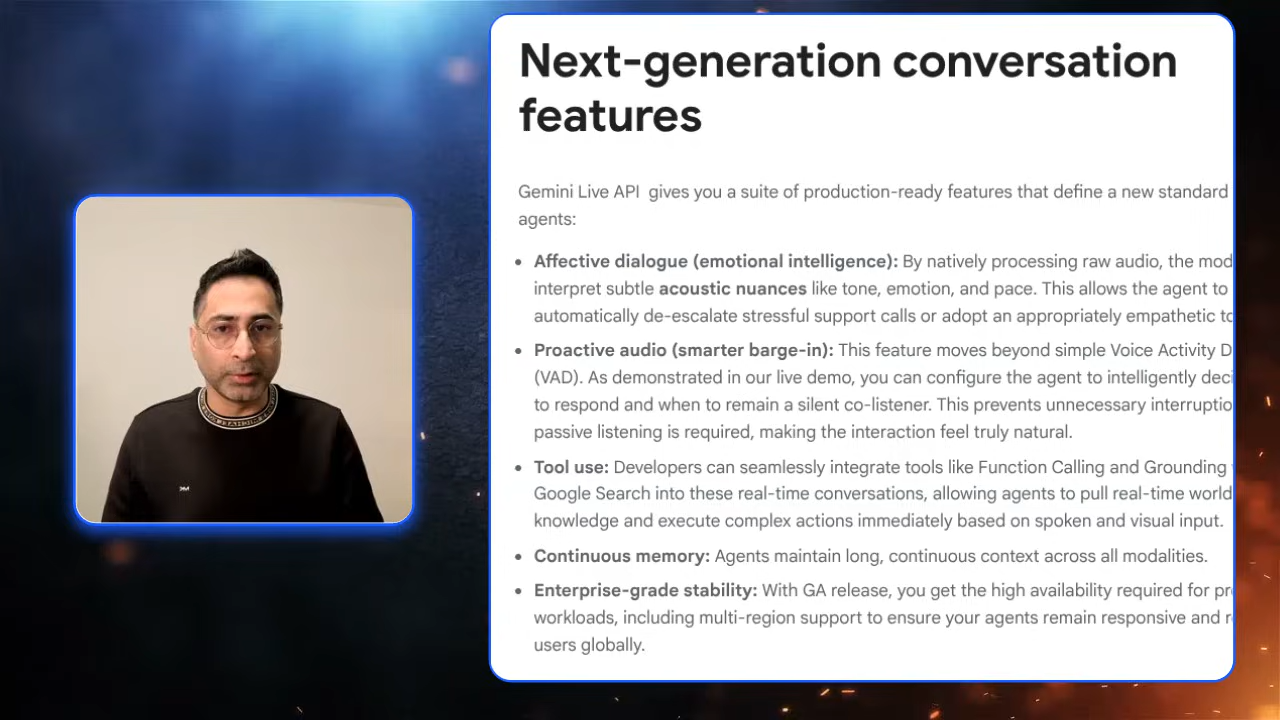 Next-generation conversation
features
Gemini Live API gives you a suite of production-ready features that define a new standard
agents:
• Affective dialogue (emotional intelligence): By natively processing raw audio, the mod
interpret subtle acoustic nuances like tone, emotion, and pace. This allows the agent to
automatically de-escalate stressful support calls or adopt an appropriately empathetic to
• Proactive audio (smarter barge-in): This feature moves beyond simple Voice Activity D
(VAD). As demonstrated in our live demo, you can configure the agent to intelligently deci
to respond and when to remain a silent co-listener. This prevents unnecessary interruptio
passive listening is required, making the interaction feel truly natural.
• Tool use: Developers can seamlessly integrate tools like Function Calling and Grounding
Google Search into these real-time conversations, allowing agents to pull real-time world
knowledge and execute complex actions immediately based on spoken and visual input.
• Continuous memory: Agents maintain long, continuous context across all modalities.
• Enterprise-grade stability: With GA release, you get the high availability required for pr
workloads, including multi-region support to ensure your agents remain responsive and r
users globally.